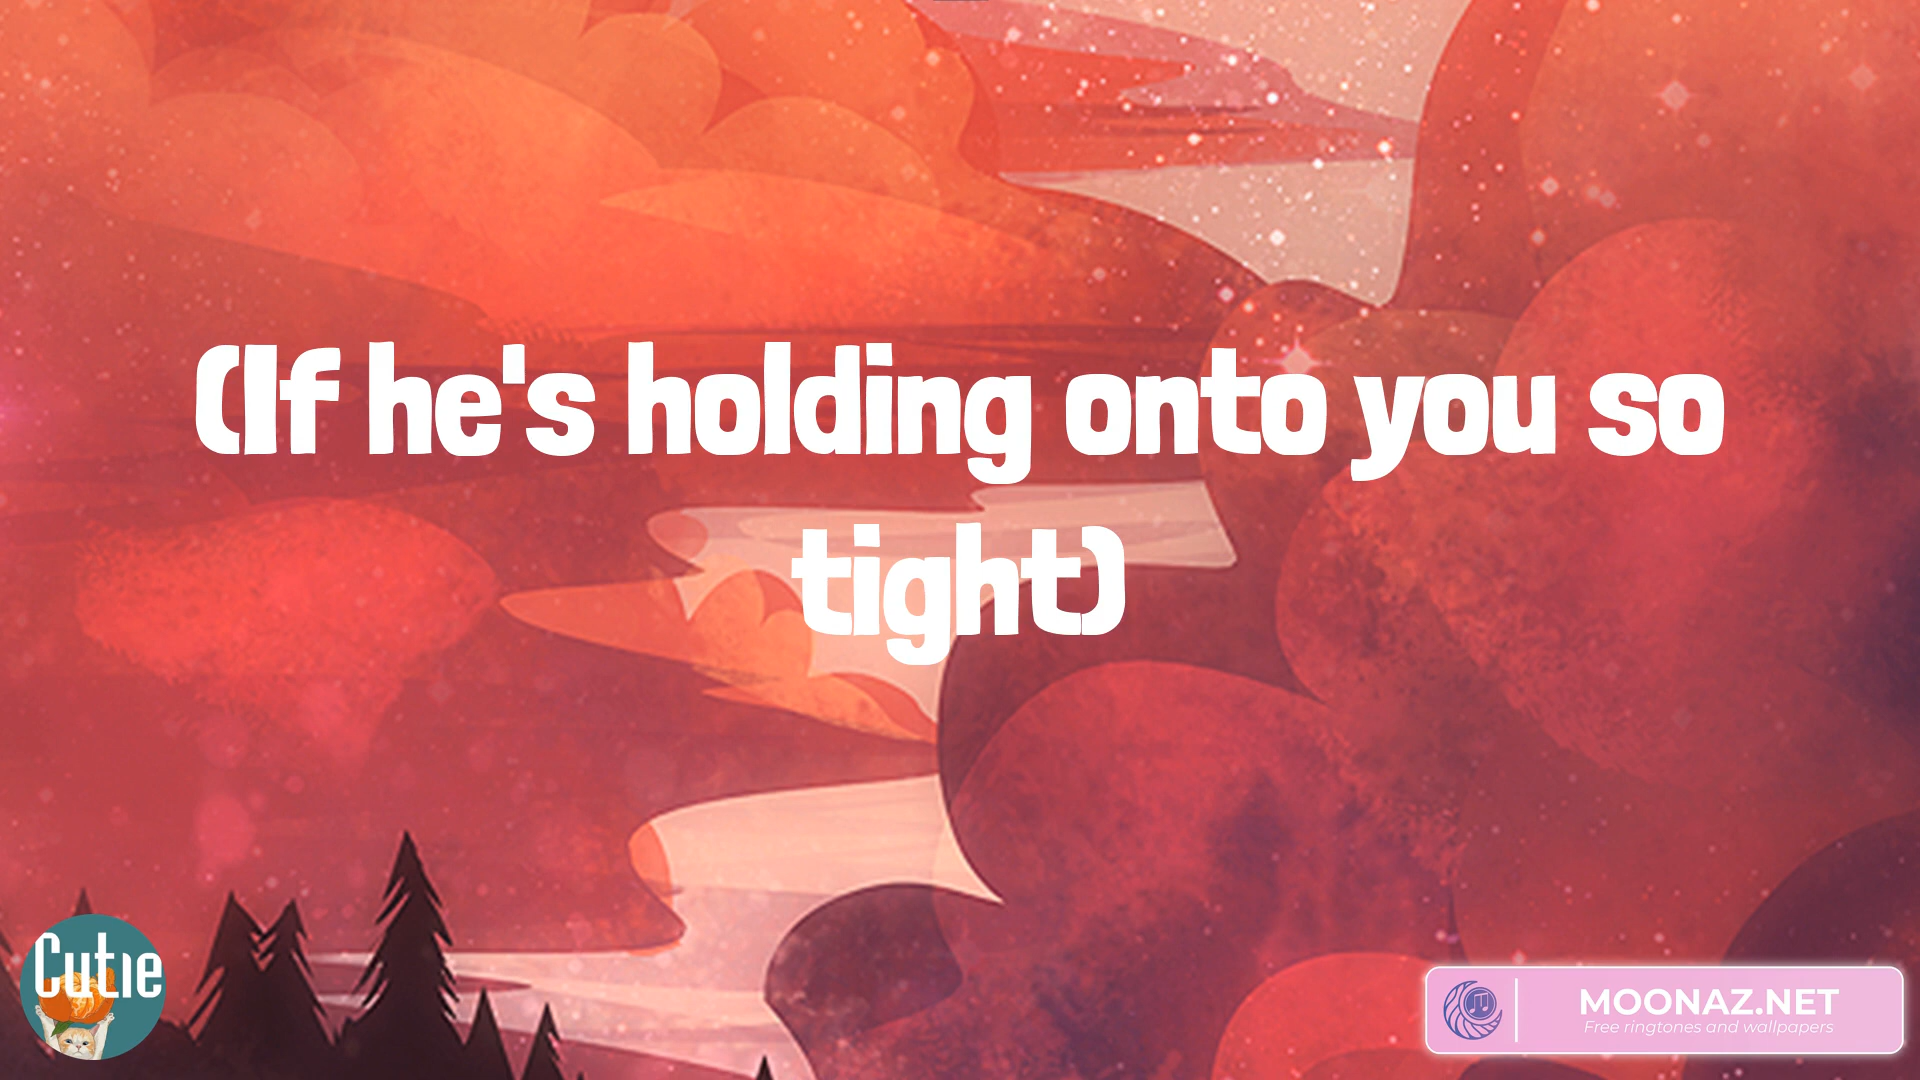 (If he's holding onto you so
tight)
Cutie
MOONAZ.NET
Free ringtones and wallpapers